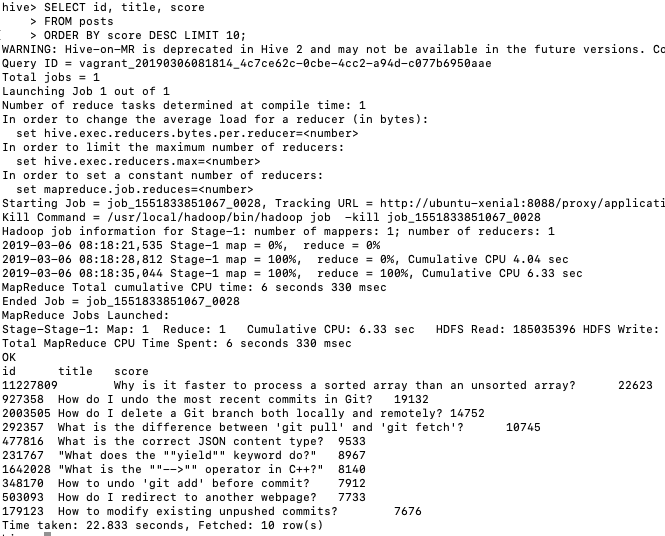 hive> SELECT id, title, score
    > FROM posts
    > ORDER BY score DESC LIMIT 10;
WARNING: Hive-on-MR is deprecated in Hive 2 and may not be available in the future versions. Co
Query ID = vagrant_20190306081814_4c7ce62c-0cbe-4cc2-a94d-c077b6950aae
Total jobs = 1
Launching Job 1 out of 1
Number of reduce tasks determined at compile time: 1
In order to change the average load for a reducer (in bytes):
  set hive.exec.reducers.bytes.per.reducer=<number>
In order to limit the maximum number of reducers:
  set hive.exec.reducers.max=<number>
In order to set a constant number of reducers:
  set mapreduce.job.reduces=<number>
Starting Job = job_1551833851067_0028, Tracking URL = http://ubuntu-xenial:8088/proxy/applicati
Kill Command = /usr/local/hadoop/bin/hadoop job  -kill job_1551833851067_0028
Hadoop job information for Stage-1: number of mappers: 1; number of reducers: 1
2019-03-06 08:18:21,535 Stage-1 map = 0%,  reduce = 0%
2019-03-06 08:18:28,812 Stage-1 map = 100%,  reduce = 0%, Cumulative CPU 4.04 sec
2019-03-06 08:18:35,044 Stage-1 map = 100%,  reduce = 100%, Cumulative CPU 6.33 sec
MapReduce Total cumulative CPU time: 6 seconds 330 msec
Ended Job = job_1551833851067_0028
MapReduce Jobs Launched:
Stage-Stage-1: Map: 1  Reduce: 1   Cumulative CPU: 6.33 sec   HDFS Read: 185035396 HDFS Write:
Total MapReduce CPU Time Spent: 6 seconds 330 msec
OK
id      title   score
11227809        Why is it faster to process a sorted array than an unsorted array?      22623
927358  How do I undo the most recent commits in Git?   19132
2003505 How do I delete a Git branch both locally and remotely? 14752
292357  What is the difference between 'git pull' and 'git fetch'?      10745
477816  What is the correct JSON content type?  9533
231767  "What does the ""yield"" keyword do?"   8967
1642028 "What is the ""-->"" operator in C++?"  8140
348170  How to undo 'git add' before commit?    7912
503093  How do I redirect to another webpage?   7733
179123  How to modify existing unpushed commits?        7676
Time taken: 22.833 seconds, Fetched: 10 row(s)